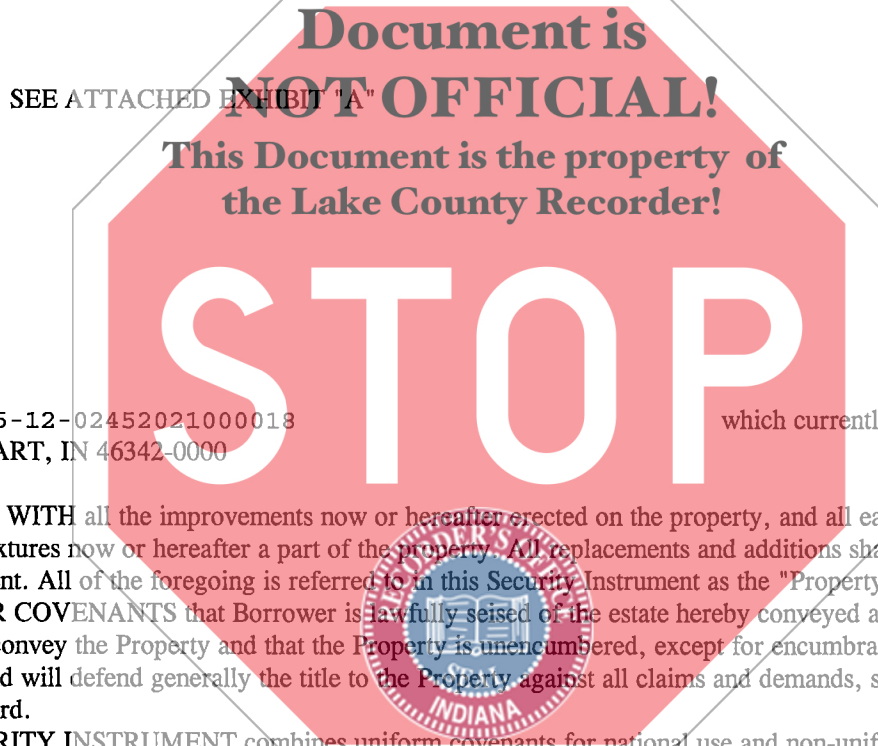 Document is
NOT OFFICIAL!
SEE ATTACHED EXHIBIT "A"
This Document is the property of
the Lake County Recorder!
STOP
5-12-02452021000018 which currentl
ART, IN 46342-0000
WITH all the improvements now or hereafter erected on the property, and all ea
xtures now or hereafter a part of the property. All replacements and additions sha
nt. All of the foregoing is referred to in this Security Instrument as the "Property
R COVENANTS that Borrower is lawfully seised of the estate hereby conveyed a
convey the Property and that the Property is unencumbered, except for encumbra
d will defend generally the title to the Property against all claims and demands, s
rd.
RITY INSTRUMENT combines uniform covenants for national use and non-unif
RECORDER'S OFFICE
SEAL
INDIANA